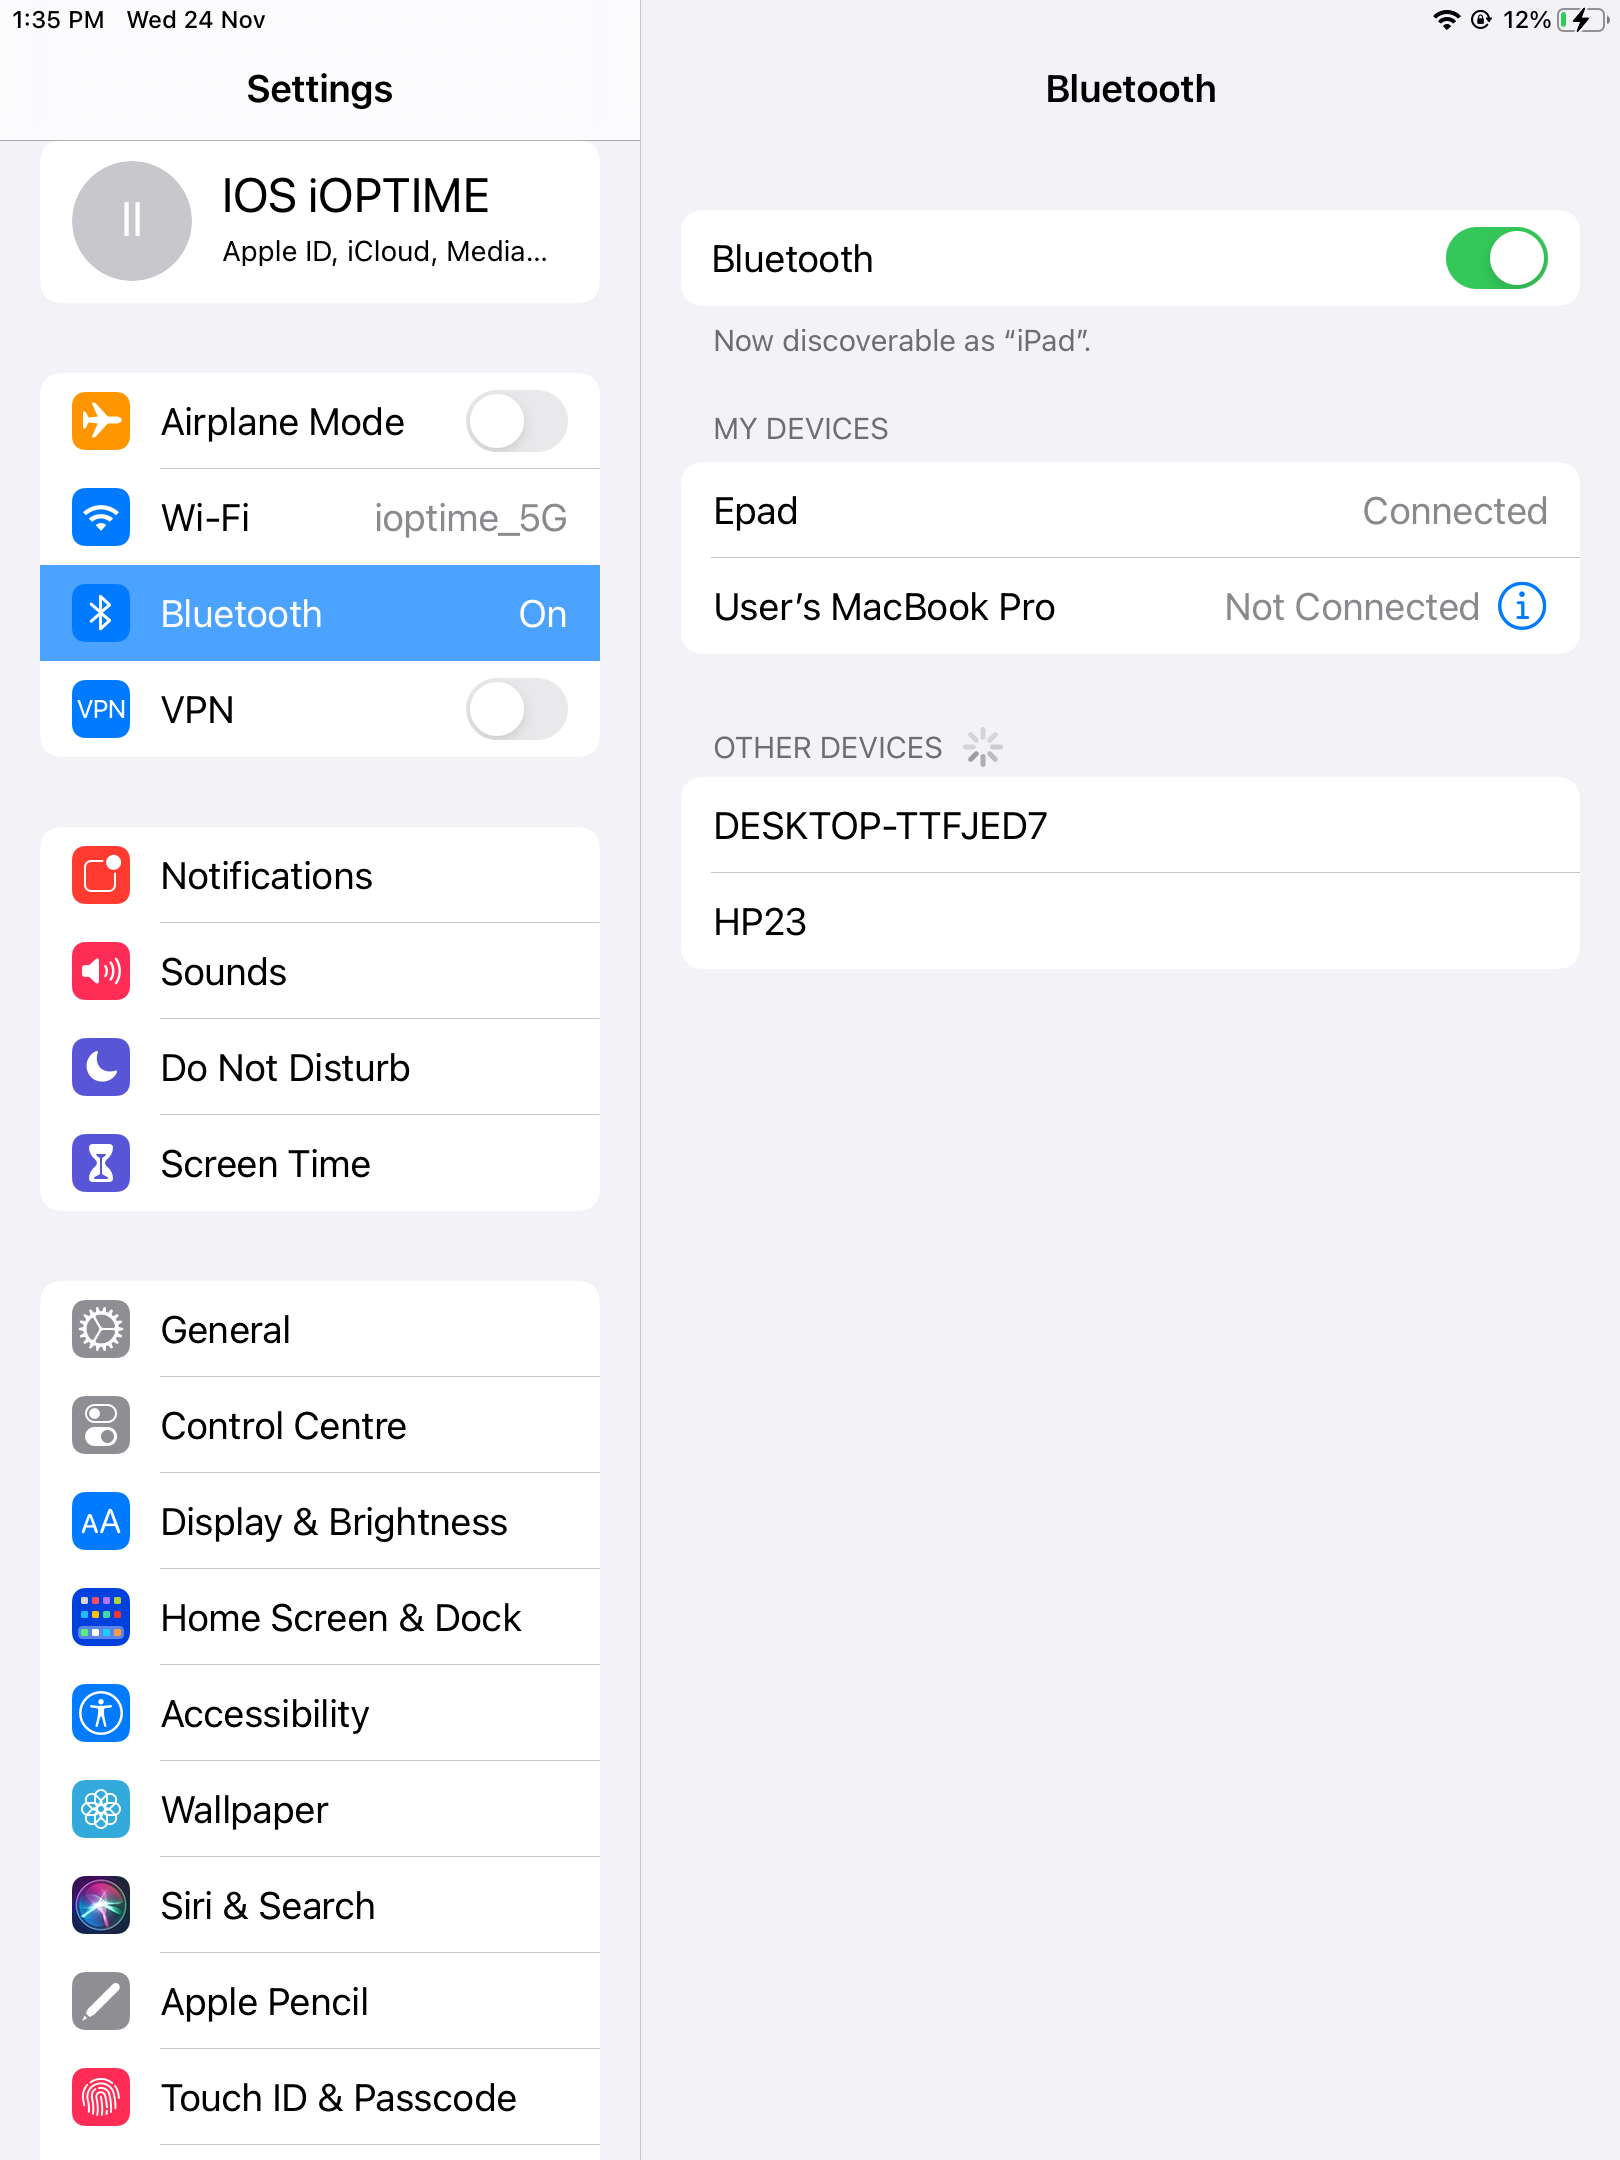 1:35 PM Wed 24 Nov
12%
Settings
IOS iOPTIME
Apple ID, iCloud, Media...
II
Airplane Mode
Wi-Fi ioptime_5G
Bluetooth On
VPN VPN
Notifications
Sounds
Do Not Disturb
Screen Time
General
Control Centre
AA Display & Brightness
Home Screen & Dock
Accessibility
Wallpaper
Siri & Search
Apple Pencil
Touch ID & Passcode
Bluetooth
Bluetooth
Now discoverable as “iPad”.
MY DEVICES
Epad Connected
User’s MacBook Pro Not Connected
OTHER DEVICES
DESKTOP-TTFJED7
HP23